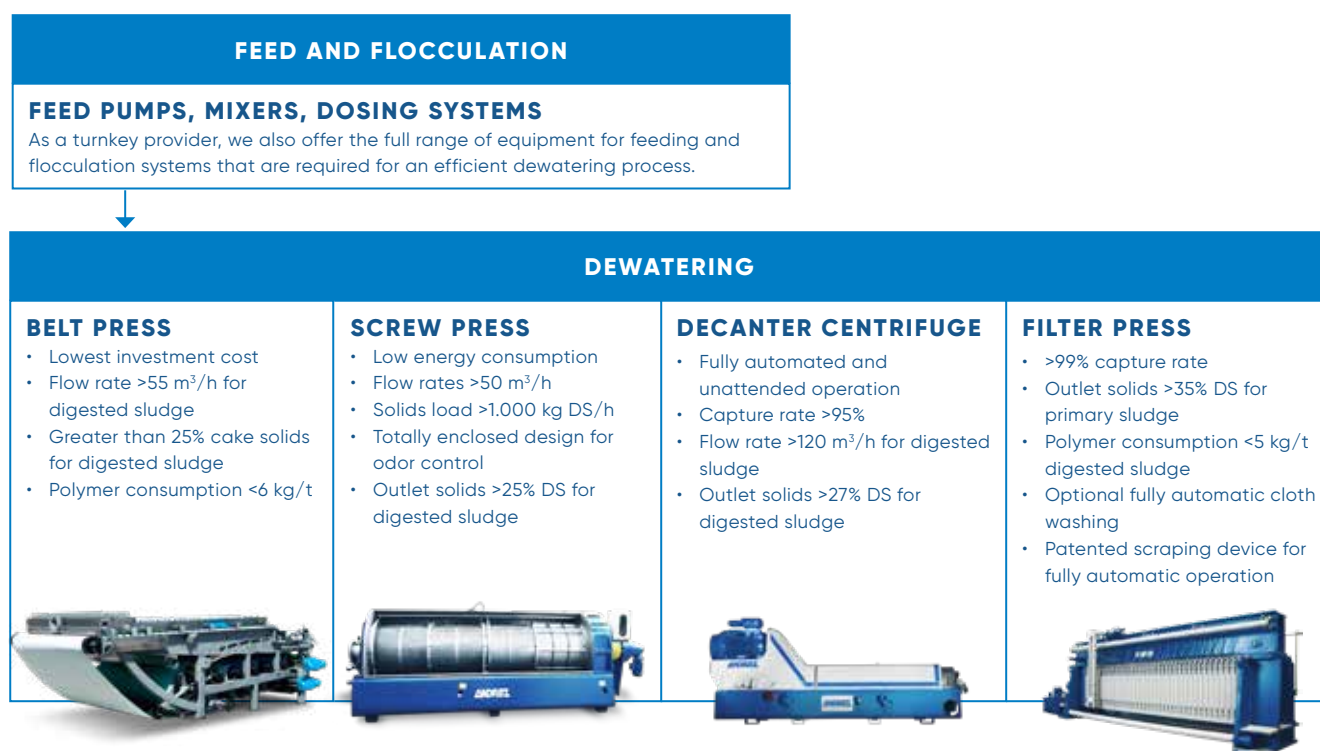 FEED AND FLOCCULATION
FEED PUMPS, MIXERS, DOSING SYSTEMS
As a turnkey provider, we also offer the full range of equipment for feeding and
flocculation systems that are required for an efficient dewatering process.
DEWATERING
BELT PRESS
• Lowest investment cost
• Flow rate >55 m³/h for
digested sludge
• Greater than 25% cake solids
for digested sludge
• Polymer consumption <6 kg/t
SCREW PRESS
• Low energy consumption
• Flow rates >50 m³/h
• Solids load >1.000 kg DS/h
• Totally enclosed design for
odor control
• Outlet solids >25% DS for
digested sludge
ANDRITZ
DECANTER CENTRIFUGE
• Fully automated and
unattended operation
• Capture rate >95%
• Flow rate >120 m³/h for digested
sludge
• Outlet solids >27% DS for
digested sludge
FILTER PRESS
• >99% capture rate
• Outlet solids >35% DS for
primary sludge
• Polymer consumption <5 kg/t
digested sludge
• Optional fully automatic cloth
washing
• Patented scraping device for
fully automatic operation